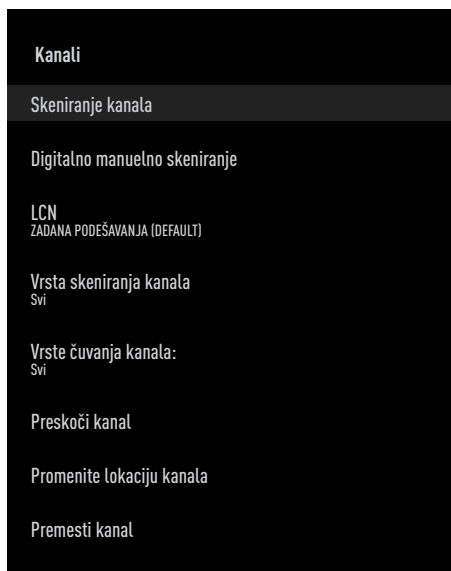 Kanali
Skeniranje kanala
Digitalno manuelno skeniranje
LCN
ZADANA PODEŠAVANJA (DEFAULT)
Vrsta skeniranja kanala
Svi
Vrste čuvanja kanala:
Svi
Preskoči kanal
Promenite lokaciju kanala
Premesti kanal